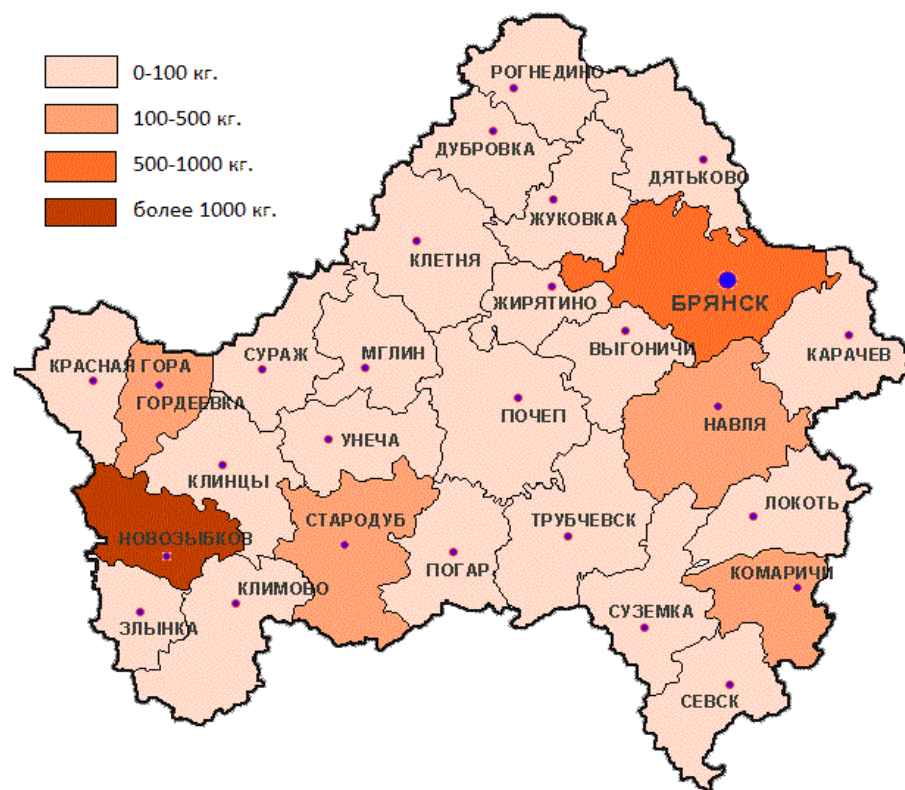 0-100 кг.
100-500 кг.
500-1000 кг.
более 1000 кг.
РОГНЕДИНО
ДУБРОВКА
ДЯТЬКОВО
ЖУКОВКА
КЛЕТНЯ
ЖИРЯТИНО
БРЯНСК
КРАСНАЯ ГОРА
СУРАЖ
МГЛИН
ВЫГОНИЧИ
КАРАЧЕВ
ГОРДЕЕВКА
ПОЧЕП
НАВЛЯ
УНЕЧА
КЛИНЦЫ
ЛОКОТЬ
НОВОЗЫБКОВ
СТАРОДУБ
ТРУБЧЕВСК
ПОГАР
КОМАРИЧИ
КЛИМОВО
СУЗЕМКА
ЗЛЫНКА
СЕВСК